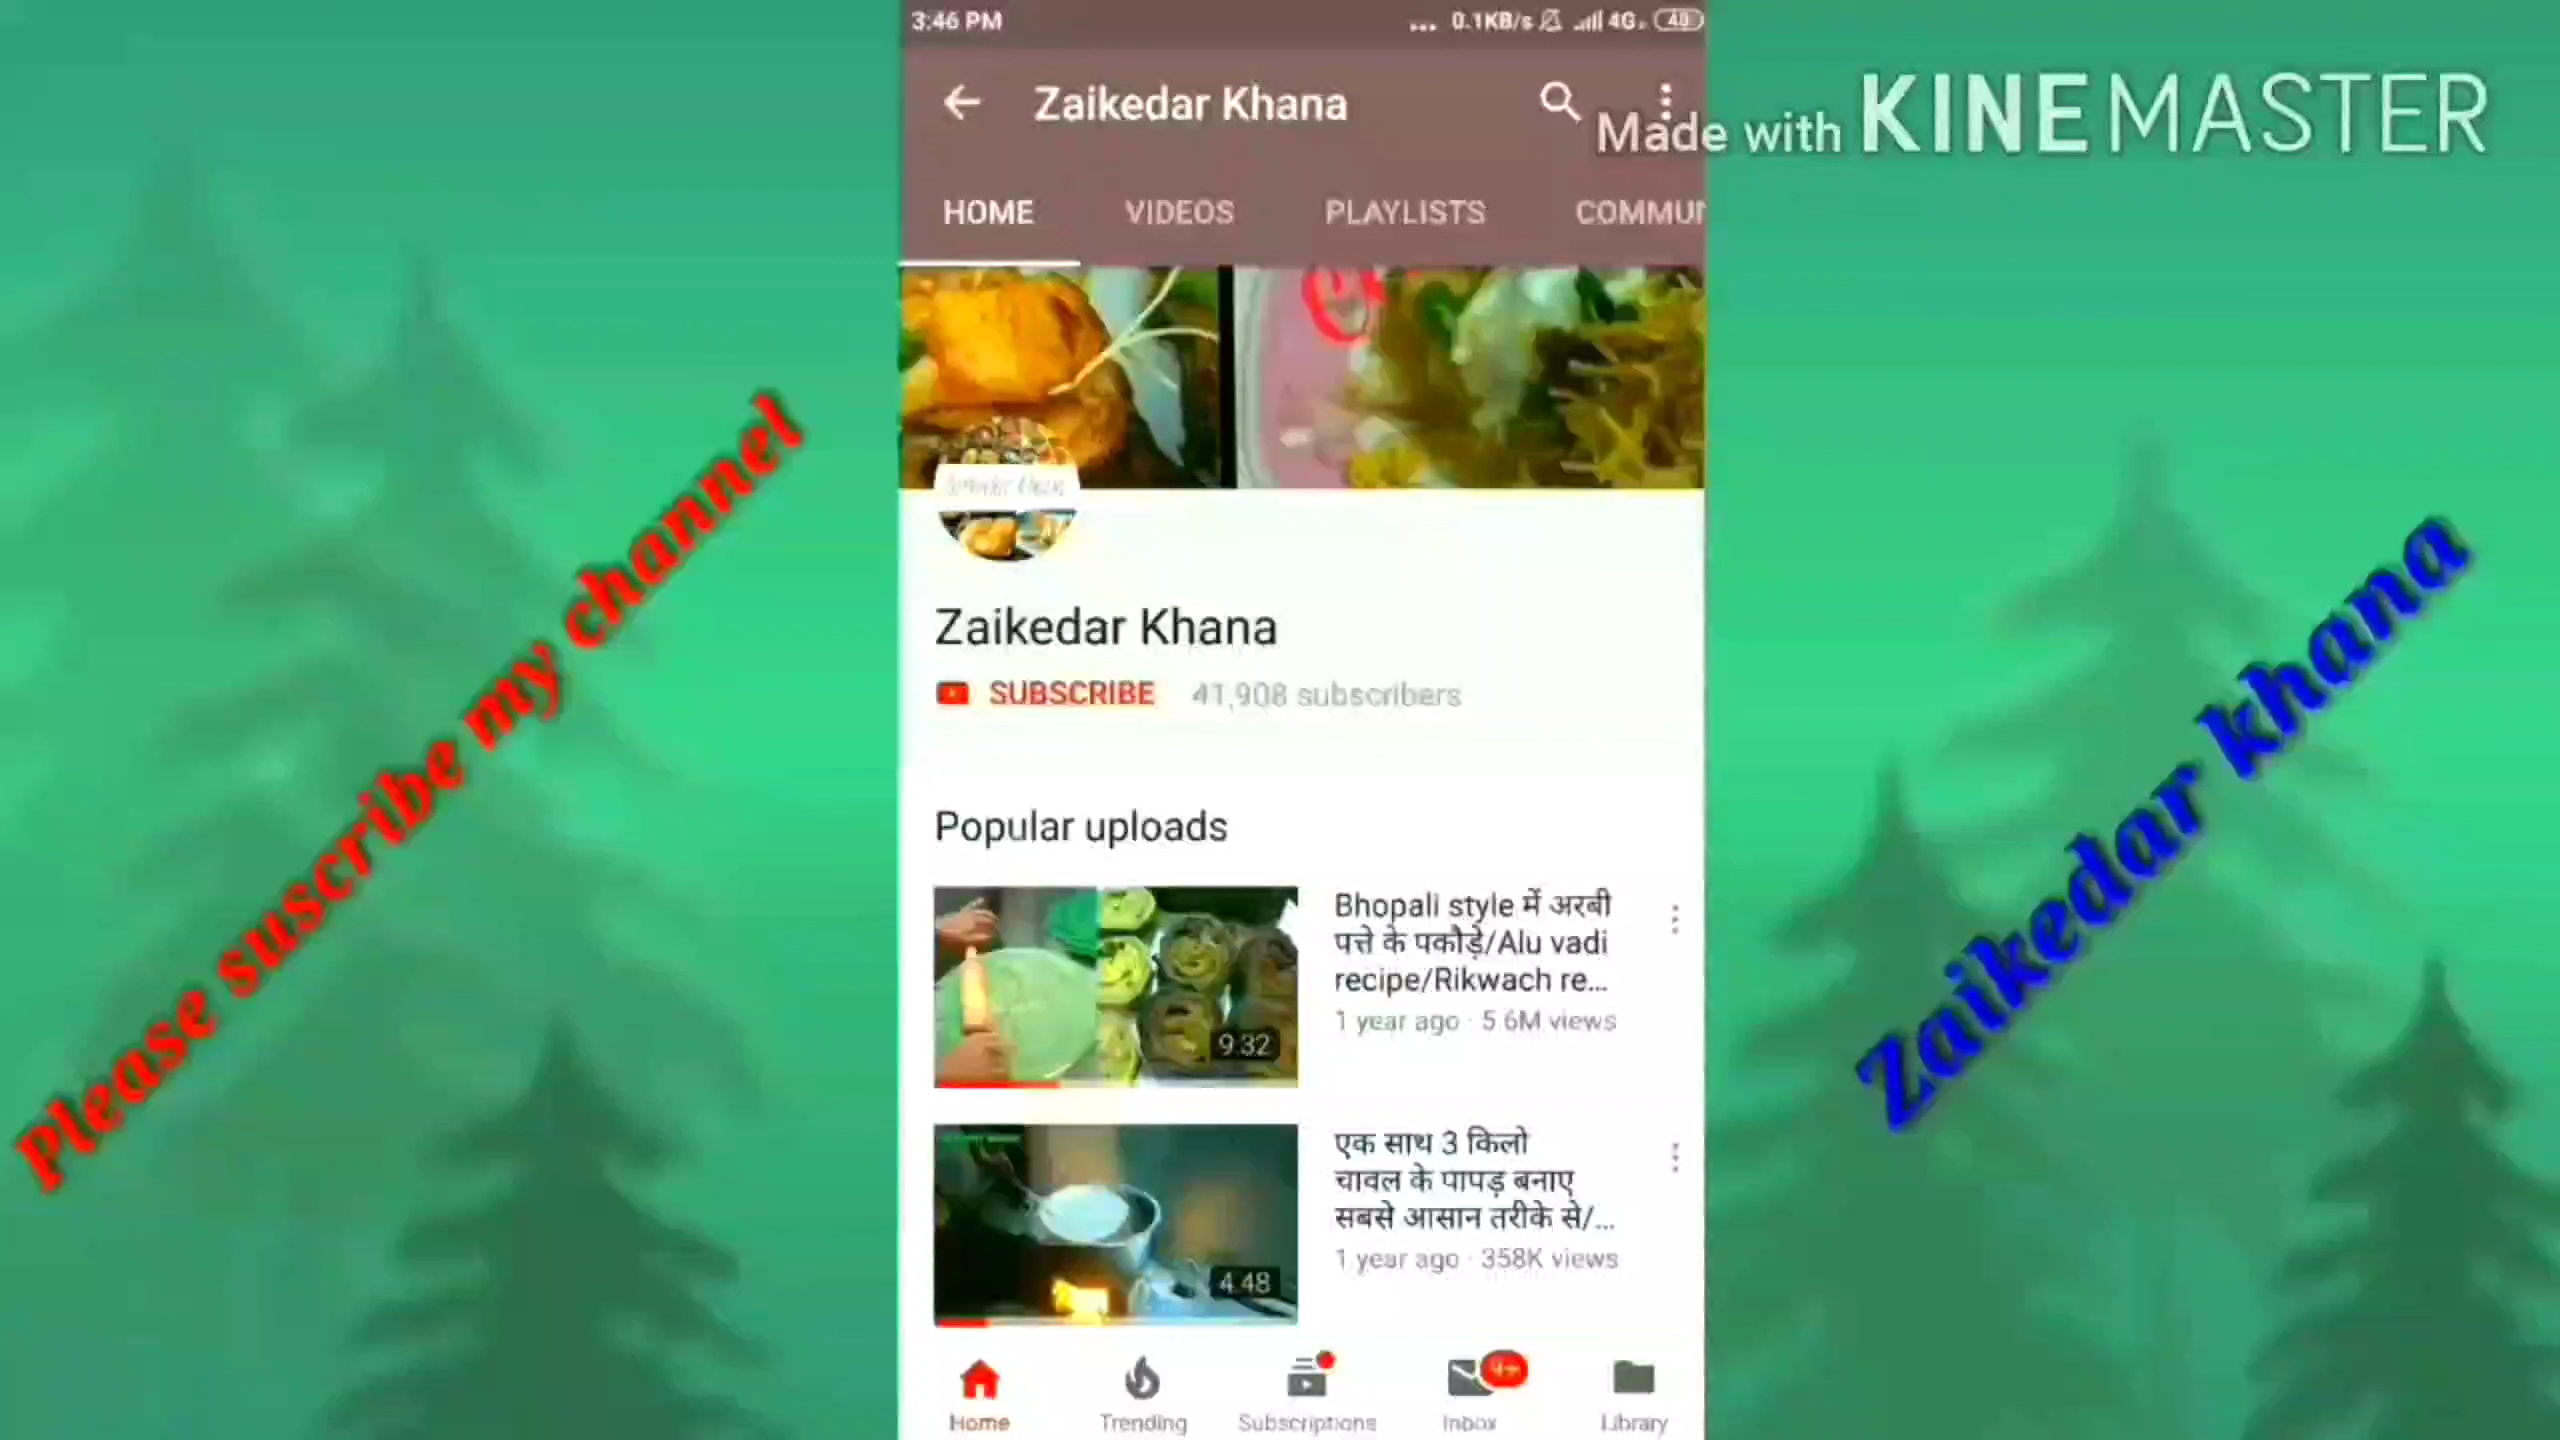 3:46 PM
... 0.1KB/s 4G 40
Zaikedar Khana
Made with KINEMASTER
HOME VIDEOS PLAYLISTS COMMUN
Please suscribe my channel
Zaikedar khana
Zaikedar Khana
SUBSCRIBE 41,908 subscribers
Popular uploads
Bhopali style में अरबी
पत्ते के पकौड़े/Alu vadi
recipe/Rikwach re...
1 year ago · 5.6M views
9:32
एक साथ 3 किलो
चावल के पापड़ बनाए
सबसे आसान तरीके से/...
1 year ago · 358K views
4:48
9+
Home Trending Subscriptions Inbox Library